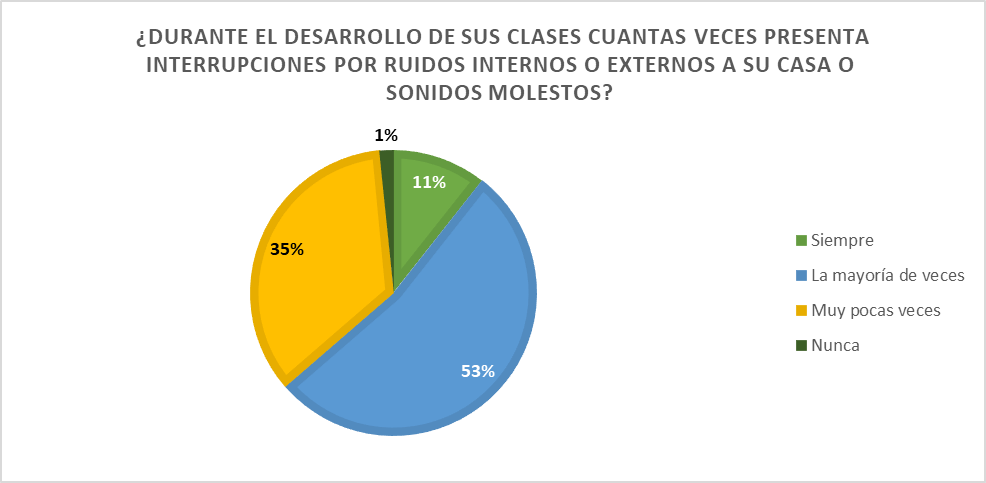 ¿DURANTE EL DESARROLLO DE SUS CLASES CUANTAS VECES PRESENTA
INTERRUPCIONES POR RUIDOS INTERNOS O EXTERNOS A SU CASA O
SONIDOS MOLESTOS?
1%
11%
35%
53%
Siempre
La mayoría de veces
Muy pocas veces
Nunca